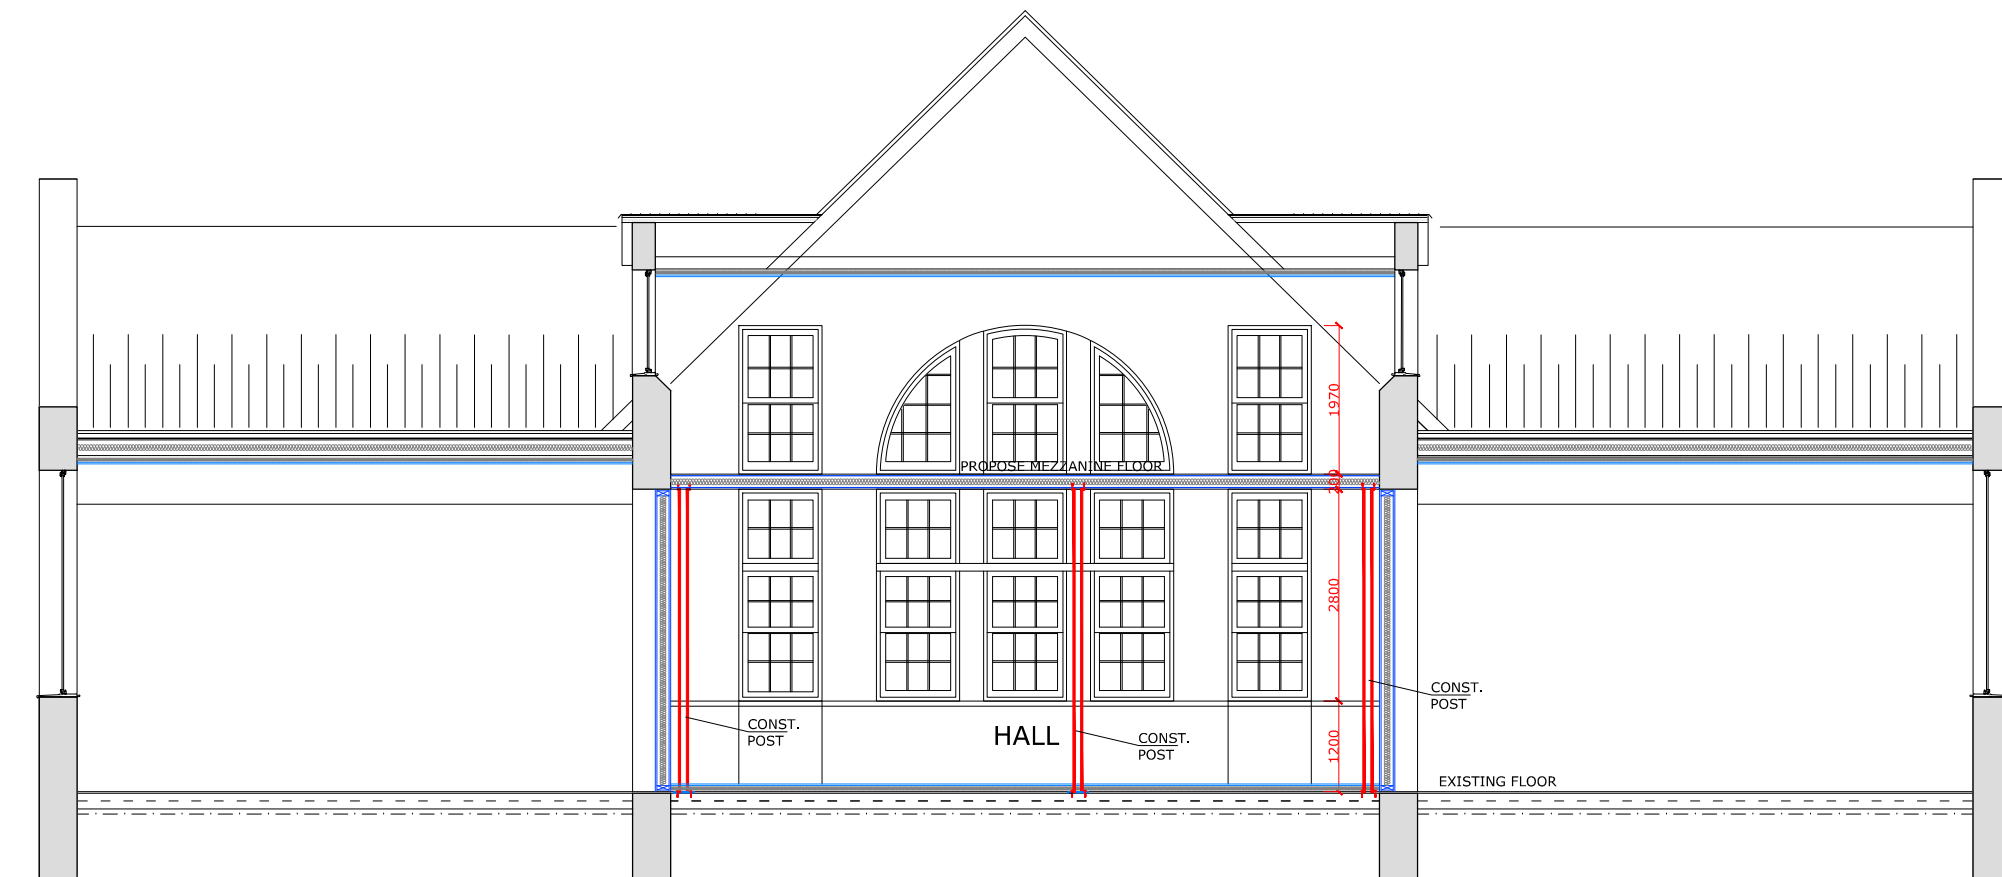 1970
PROPOSE MEZZANINE FLOOR
200
2800
CONST.
POST
CONST.
POST
HALL
CONST.
POST
1200
EXISTING FLOOR